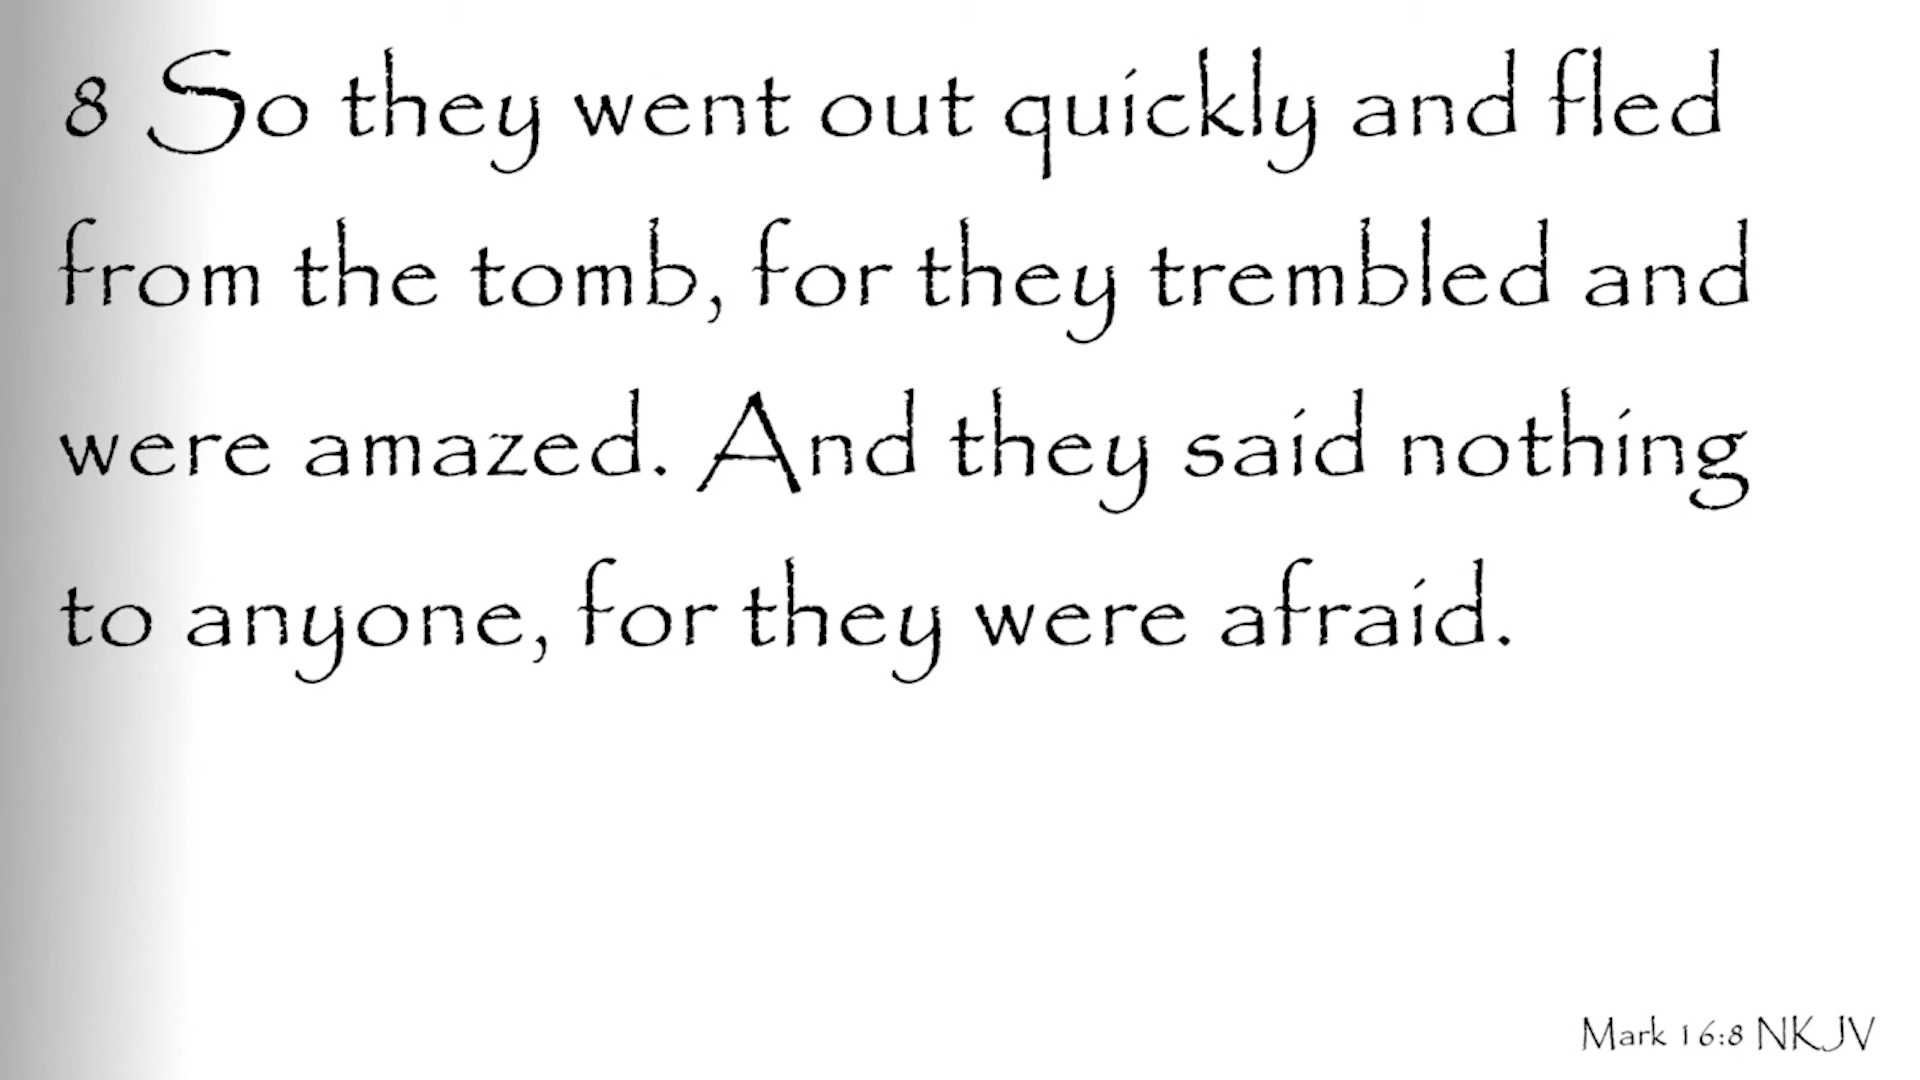 8 So they went out quickly and fled
from the tomb, for they trembled and
were amazed. And they said nothing
to anyone, for they were afraid.
Mark 16:8 NKJV